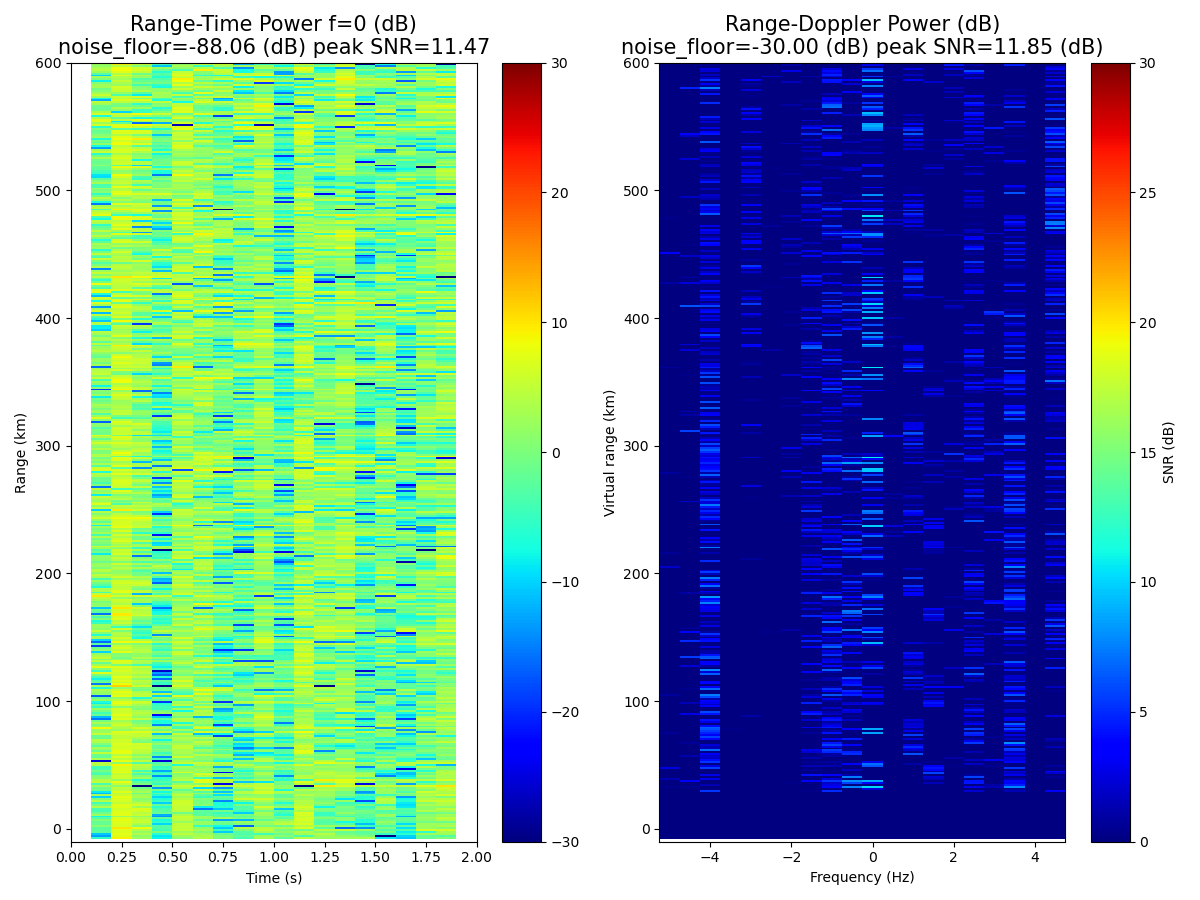 Range-Time Power f=0 (dB)
noise_floor=-88.06 (dB) peak SNR=11.47
600
500
400
300
200
100
0
Range (km)
0.00 0.25 0.50 0.75 1.00 1.25 1.50 1.75 2.00
Time (s)
30
20
10
0
−10
−20
−30
Range-Doppler Power (dB)
noise_floor=-30.00 (dB) peak SNR=11.85 (dB)
600
500
400
300
200
100
0
Virtual range (km)
−4 −2 0 2 4
Frequency (Hz)
30
25
20
15
10
5
0
SNR (dB)